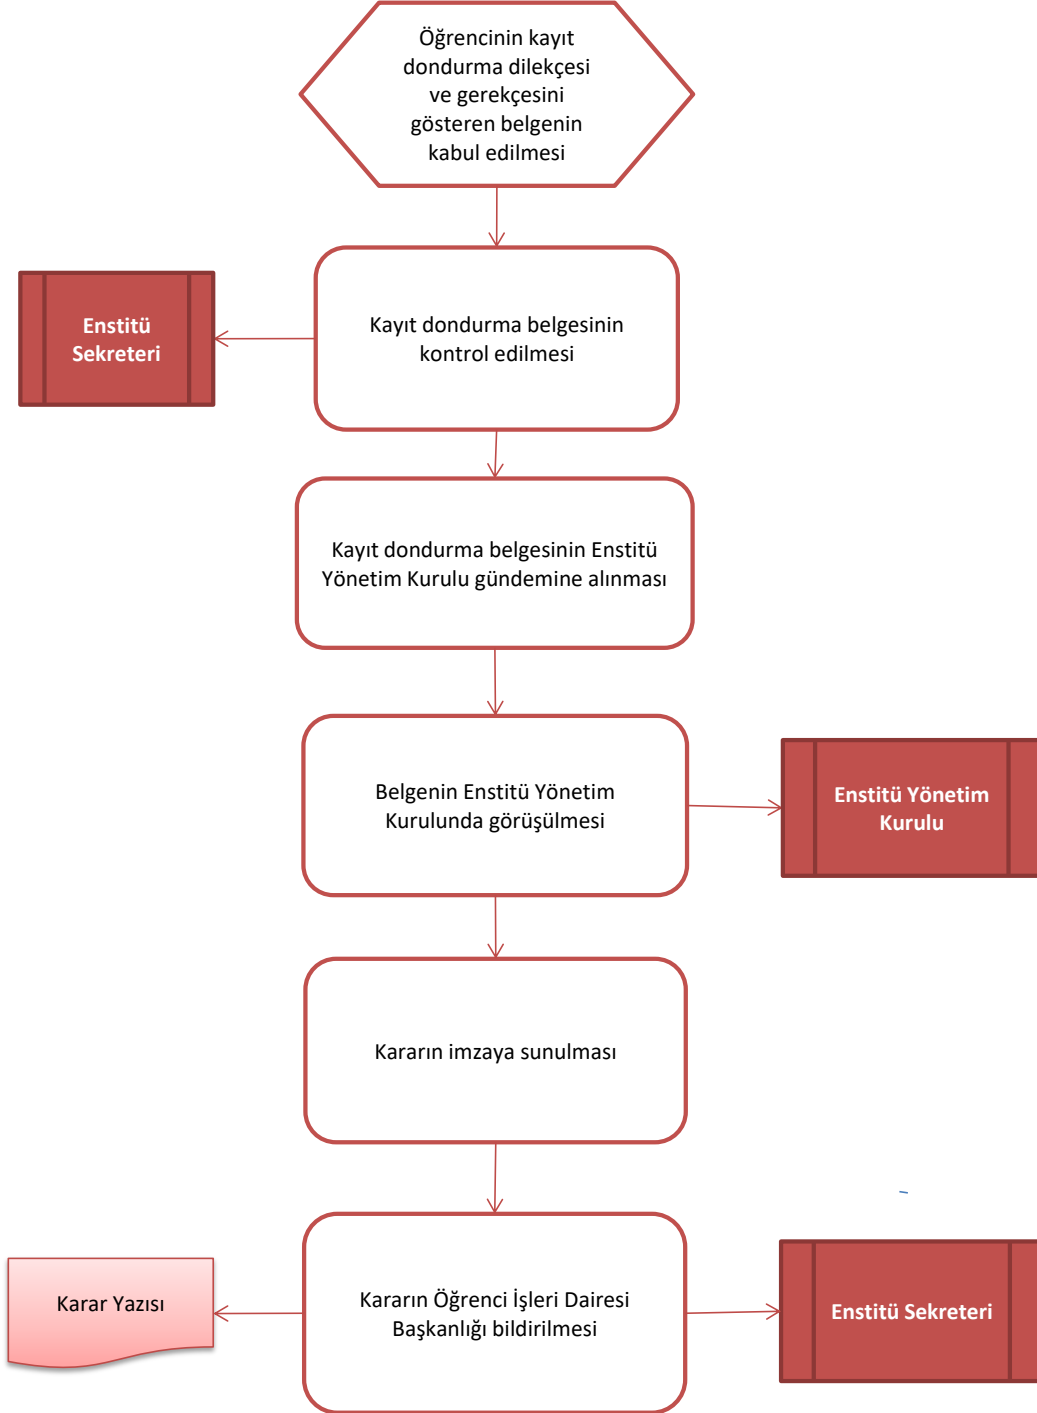 Öğrencinin kayıt
dondurma dilekçesi
ve gerekçesini
gösteren belgenin
kabul edilmesi
Enstitü
Sekreteri
Kayıt dondurma belgesinin
kontrol edilmesi
Kayıt dondurma belgesinin Enstitü
Yönetim Kurulu gündemine alınması
Belgenin Enstitü Yönetim
Kurulunda görüşülmesi
Enstitü Yönetim
Kurulu
Kararın imzaya sunulması
Karar Yazısı
Kararın Öğrenci İşleri Dairesi
Başkanlığı bildirilmesi
Enstitü Sekreteri